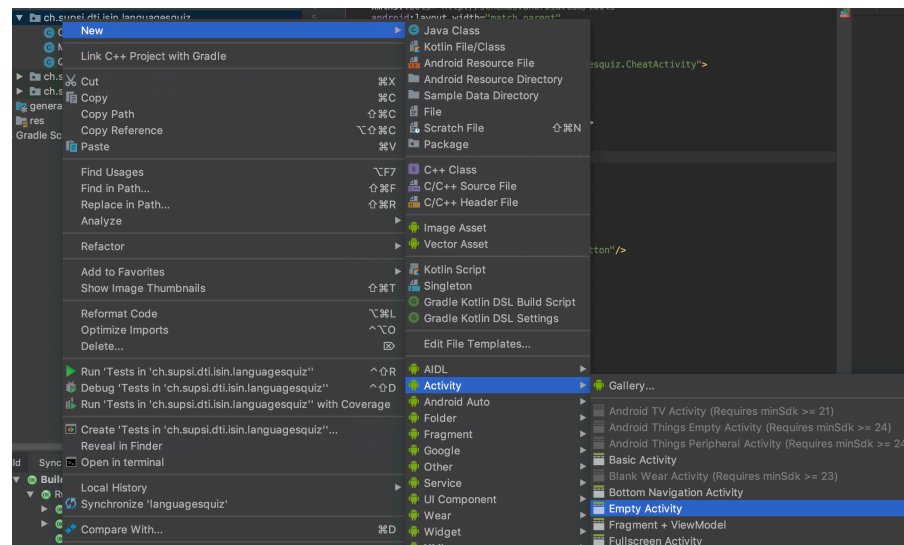 ch.supsi.dti.isin.languagesquiz
5
android:layout_width="match_parent"
New
Link C++ Project with Gradle
Cut ⌘X
Copy ⌘C
Copy Path ⇧⌘C
Copy Reference ⌥⇧⌘C
Paste ⌘V
Find Usages ⌥F7
Find in Path... ⇧⌘F
Replace in Path... ⇧⌘R
Analyze
Refactor
Add to Favorites
Show Image Thumbnails ⇧⌘T
Reformat Code ⌥⌘L
Optimize Imports ^⌥O
Delete... ⌦
Run 'Tests in 'ch.supsi.dti.isin.languagesquiz'' ^⇧R
Debug 'Tests in 'ch.supsi.dti.isin.languagesquiz'' ^⇧D
Run 'Tests in 'ch.supsi.dti.isin.languagesquiz'' with Coverage
Create 'Tests in 'ch.supsi.dti.isin.languagesquiz''...
Reveal in Finder
Open in terminal
Local History
Synchronize 'languagesquiz'
Compare With... ⌘D
ch.s
ch.s
genera
res
Gradle Sc
ld Sync
Build
Java Class
Kotlin File/Class
Android Resource File
Android Resource Directory
Sample Data Directory
File
Scratch File ⇧⌘N
Package
C++ Class
C/C++ Source File
C/C++ Header File
Image Asset
Vector Asset
Kotlin Script
Singleton
Gradle Kotlin DSL Build Script
Gradle Kotlin DSL Settings
Edit File Templates...
AIDL
Activity
Android Auto
Folder
Fragment
Google
Other
Service
UI Component
Wear
Widget
esquiz.CheatActivity">
tton"/>
Gallery...
Android TV Activity (Requires minSdk >= 21)
Android Things Empty Activity (Requires minSdk >= 24)
Android Things Peripheral Activity (Requires minSdk >= 24
Basic Activity
Blank Wear Activity (Requires minSdk >= 23)
Bottom Navigation Activity
Empty Activity
Fragment + ViewModel
Fullscreen Activity